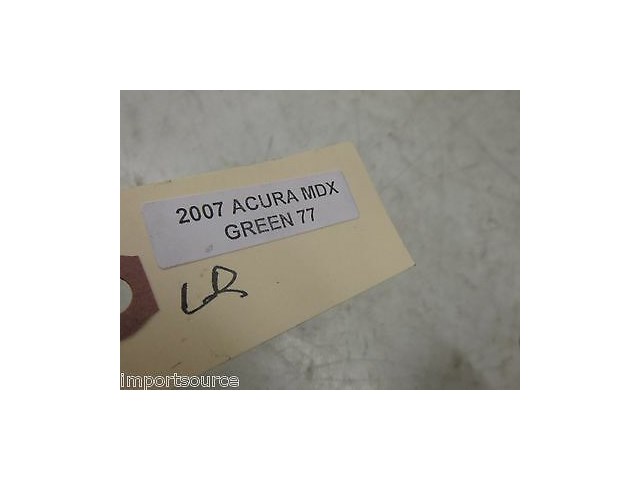 2007 ACURA MDX
GREEN 77
LR
importsource